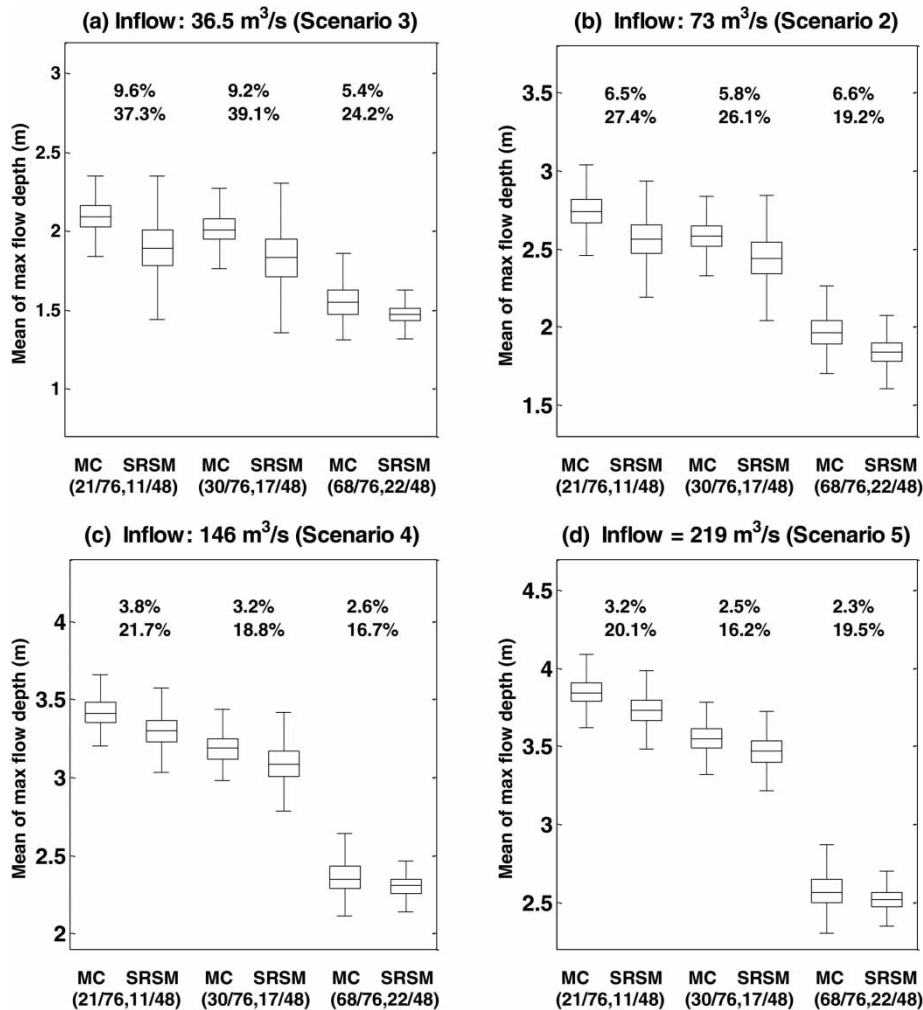 (a) Inflow: 36.5 m³/s (Scenario 3)
Mean of max flow depth (m)
3
2.5
2
1.5
1
9.6% 9.2% 5.4%
37.3% 39.1% 24.2%
MC SRSM MC SRSM MC SRSM
(21/76,11/48) (30/76,17/48) (68/76,22/48)
(b) Inflow: 73 m³/s (Scenario 2)
Mean of max flow depth (m)
3.5
3
2.5
2
1.5
6.5% 5.8% 6.6%
27.4% 26.1% 19.2%
MC SRSM MC SRSM MC SRSM
(21/76,11/48) (30/76,17/48) (68/76,22/48)
(c) Inflow: 146 m³/s (Scenario 4)
Mean of max flow depth (m)
4
3.5
3
2.5
2
3.8% 3.2% 2.6%
21.7% 18.8% 16.7%
MC SRSM MC SRSM MC SRSM
(21/76,11/48) (30/76,17/48) (68/76,22/48)
(d) Inflow = 219 m³/s (Scenario 5)
Mean of max flow depth (m)
4.5
4
3.5
3
2.5
3.2% 2.5% 2.3%
20.1% 16.2% 19.5%
MC SRSM MC SRSM MC SRSM
(21/76,11/48) (30/76,17/48) (68/76,22/48)